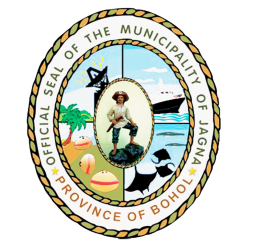 OFFICIAL SEAL OF THE MUNICIPALITY OF JAGNA
PROVINCE OF BOHOL